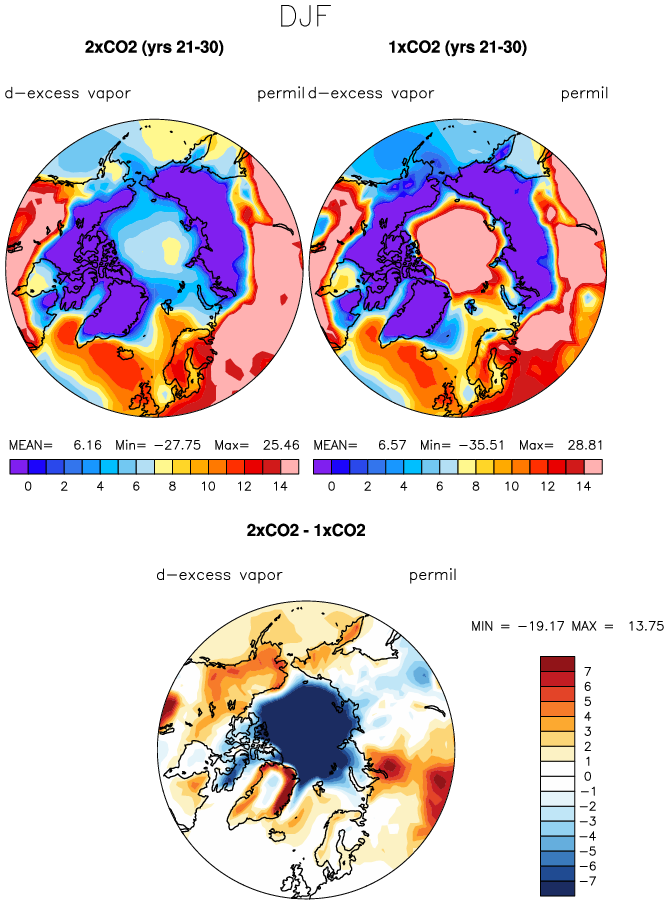 DJF
2xCO2 (yrs 21-30) 1xCO2 (yrs 21-30)
d-excess vapor permil d-excess vapor permil
MEAN= 6.16 Min= -27.75 Max= 25.46 MEAN= 6.57 Min= -35.51 Max= 28.81
0 2 4 6 8 10 12 14 0 2 4 6 8 10 12 14
2xCO2 - 1xCO2
d-excess vapor permil
MIN = -19.17 MAX = 13.75
7
6
5
4
3
2
1
0
-1
-2
-3
-4
-5
-6
-7